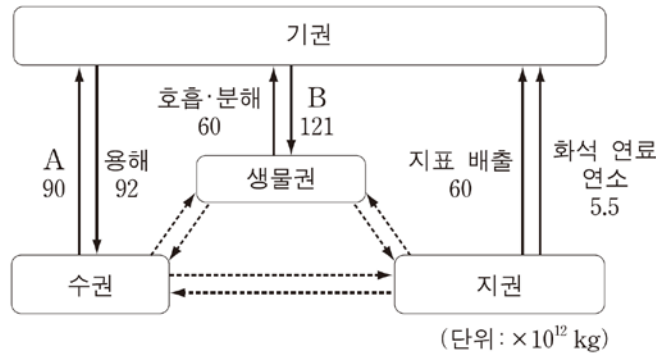 기권
호흡·분해
60
B
121
A
90
용해
92
지표 배출
60
화석 연료
연소
5.5
생물권
수권
지권
(단위: ×10¹² kg)